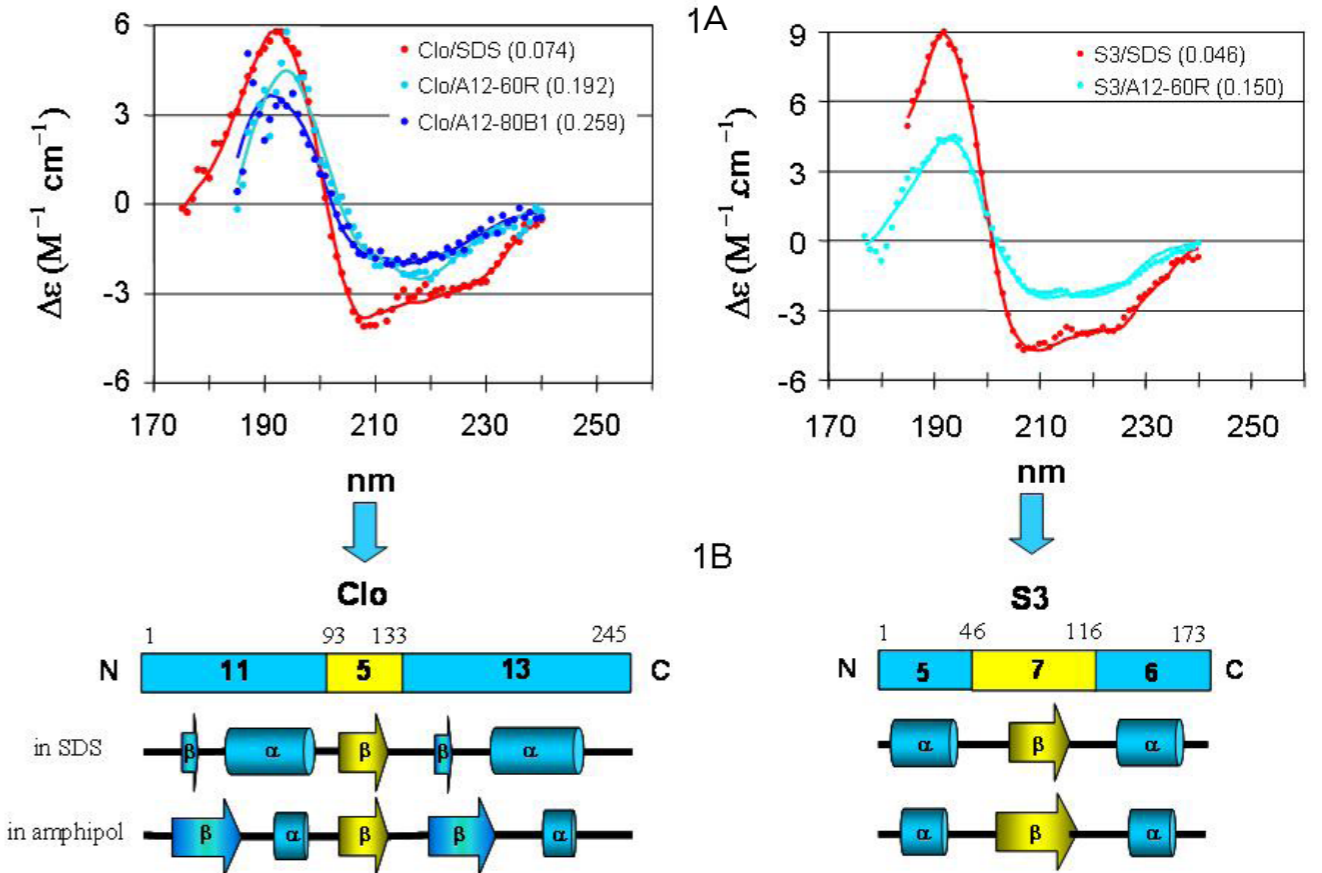 1A
6
3
0
-3
-6
Δε (M⁻¹ cm⁻¹)
Clo/SDS (0.074)
Clo/A12-60R (0.192)
Clo/A12-80B1 (0.259)
170 190 210 230 250
nm
9
6
3
0
-3
-6
Δε (M⁻¹.cm⁻¹)
S3/SDS (0.046)
S3/A12-60R (0.150)
170 190 210 230 250
nm
1B
Clo
1 93 133 245
N 11 5 13 C
in SDS β α β β α
in amphipol β α β β α
S3
1 46 116 173
N 5 7 6 C
α β α
α β α